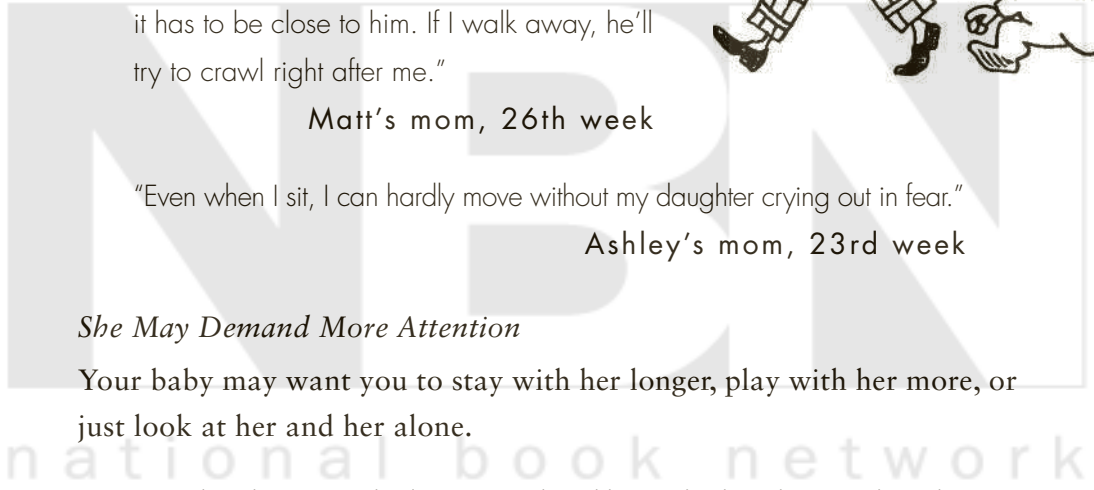 it has to be close to him. If I walk away, he’ll
try to crawl right after me.”
Matt’s mom, 26th week
“Even when I sit, I can hardly move without my daughter crying out in fear.”
Ashley’s mom, 23rd week
She May Demand More Attention
Your baby may want you to stay with her longer, play with her more, or
just look at her and her alone.
NBN
national book network